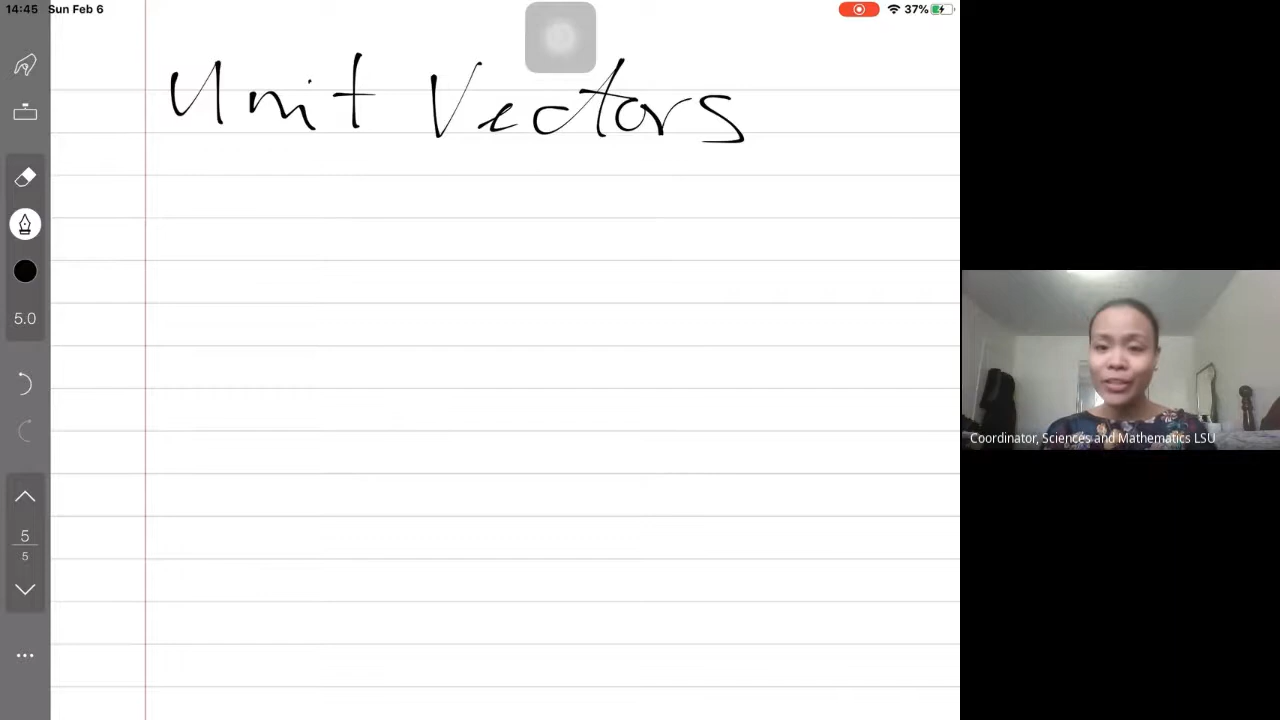 14:45 Sun Feb 6 37%
Unit Vectors
5.0
5
5
Coordinator, Sciences and Mathematics LSU